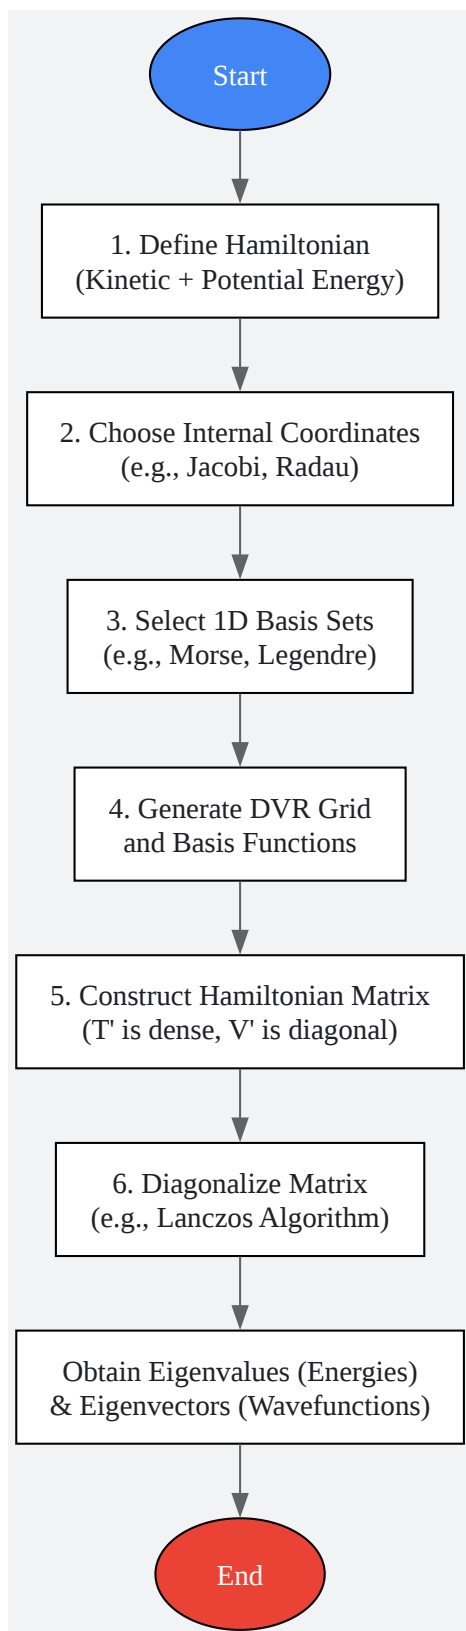 Start
1. Define Hamiltonian
(Kinetic + Potential Energy)
2. Choose Internal Coordinates
(e.g., Jacobi, Radau)
3. Select 1D Basis Sets
(e.g., Morse, Legendre)
4. Generate DVR Grid
and Basis Functions
5. Construct Hamiltonian Matrix
(T' is dense, V' is diagonal)
6. Diagonalize Matrix
(e.g., Lanczos Algorithm)
Obtain Eigenvalues (Energies)
& Eigenvectors (Wavefunctions)
End